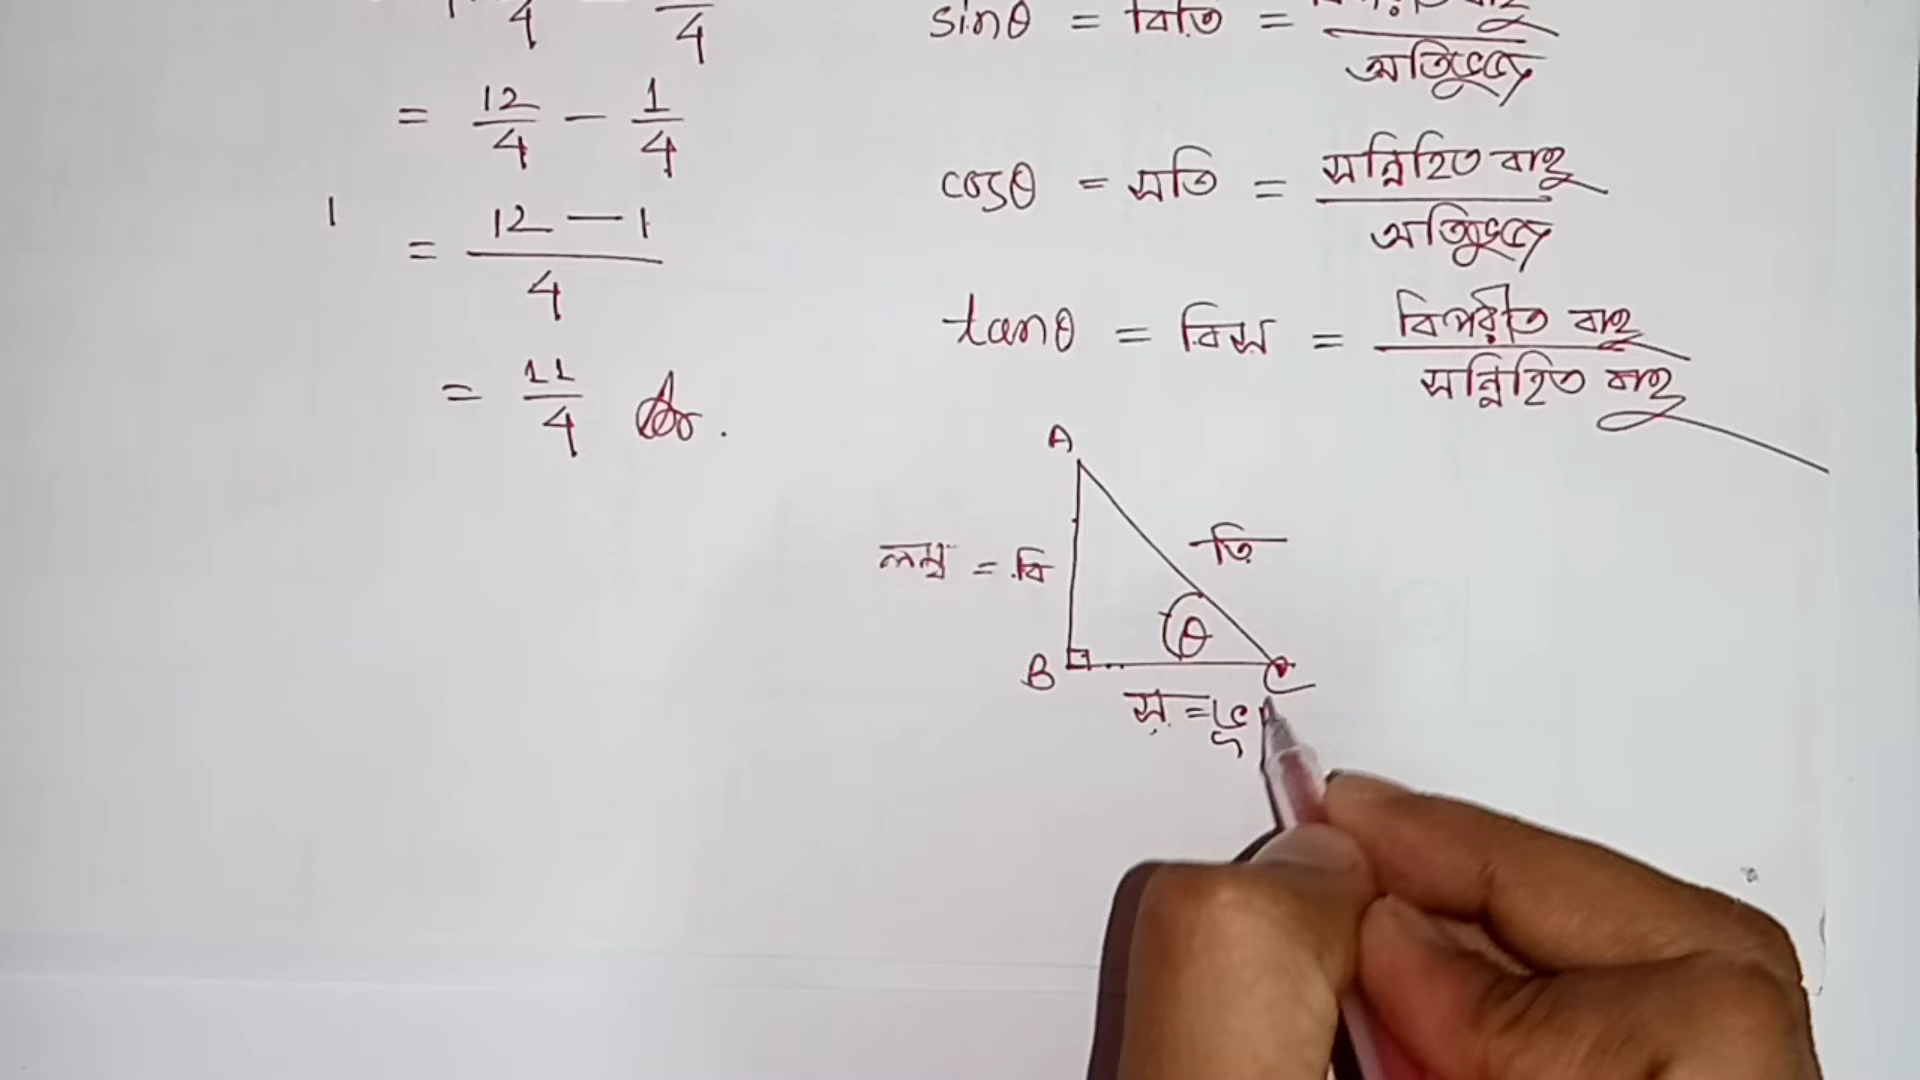 4 4
= 12/4 - 1/4
1
= 12 - 1 / 4
= 11/4 Ans.
sinθ = বিতি = / অতিভুজ
cosθ = সতি = সন্নিহিত বাহু / অতিভুজ
tanθ = বিস = বিপরীত বাহু / সন্নিহিত বাহু
A
তি
লম্ব = বি
θ
B C
স = ভূ